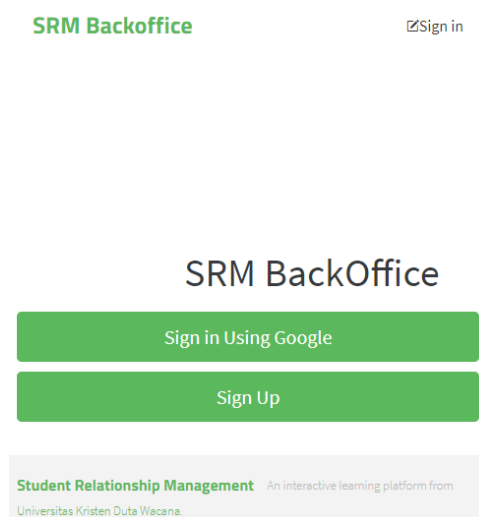 SRM Backoffice
Sign in
SRM BackOffice
Sign in Using Google
Sign Up
Student Relationship Management An interactive learning platform from
Universitas Kristen Duta Wacana.